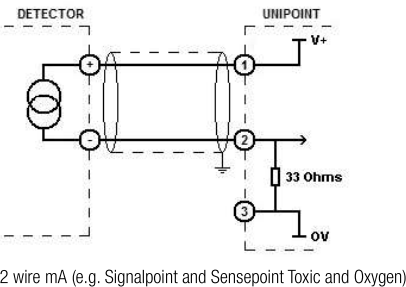 DETECTOR UNIPOINT
V+
+ 1
- 2
33 Ohms
3
0V
2 wire mA (e.g. Signalpoint and Sensepoint Toxic and Oxygen)